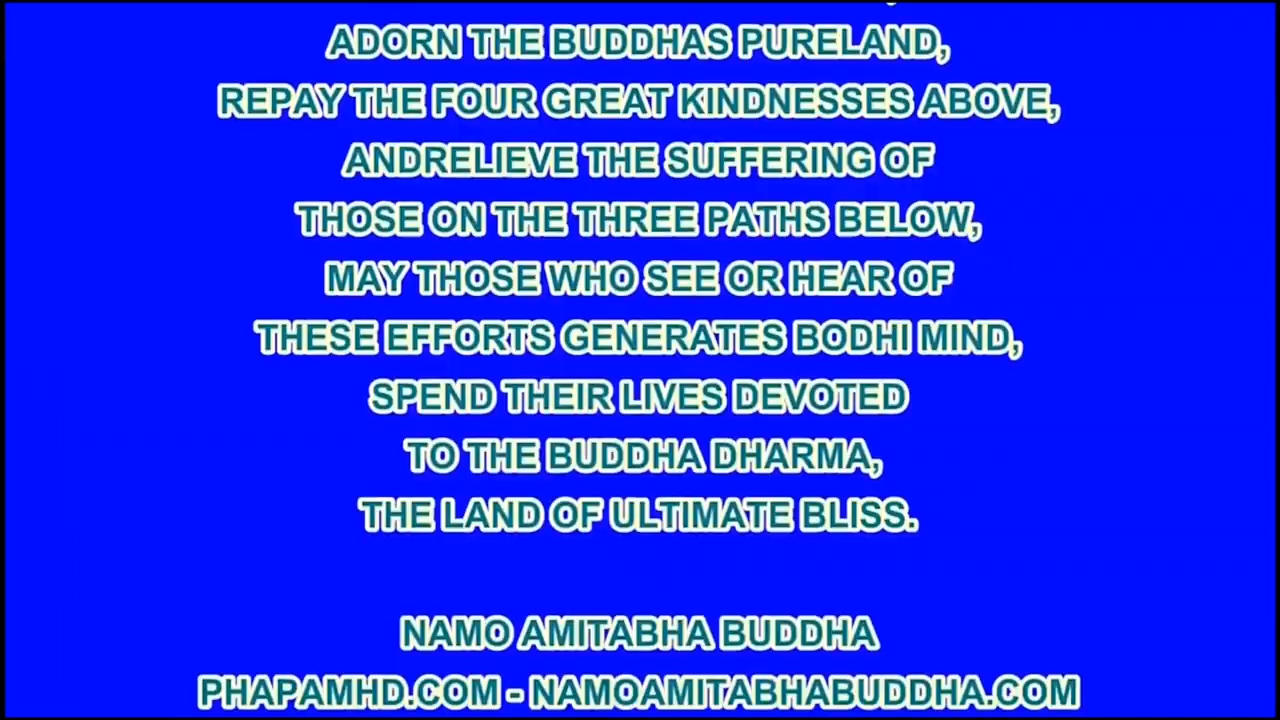 ADORN THE BUDDHAS PURELAND,
REPAY THE FOUR GREAT KINDNESSES ABOVE,
ANDRELIEVE THE SUFFERING OF
THOSE ON THE THREE PATHS BELOW,
MAY THOSE WHO SEE OR HEAR OF
THESE EFFORTS GENERATES BODHI MIND,
SPEND THEIR LIVES DEVOTED
TO THE BUDDHA DHARMA,
THE LAND OF ULTIMATE BLISS.
NAMO AMITABHA BUDDHA
PHAPAMHD.COM - NAMOAMITABHABUDDHA.COM